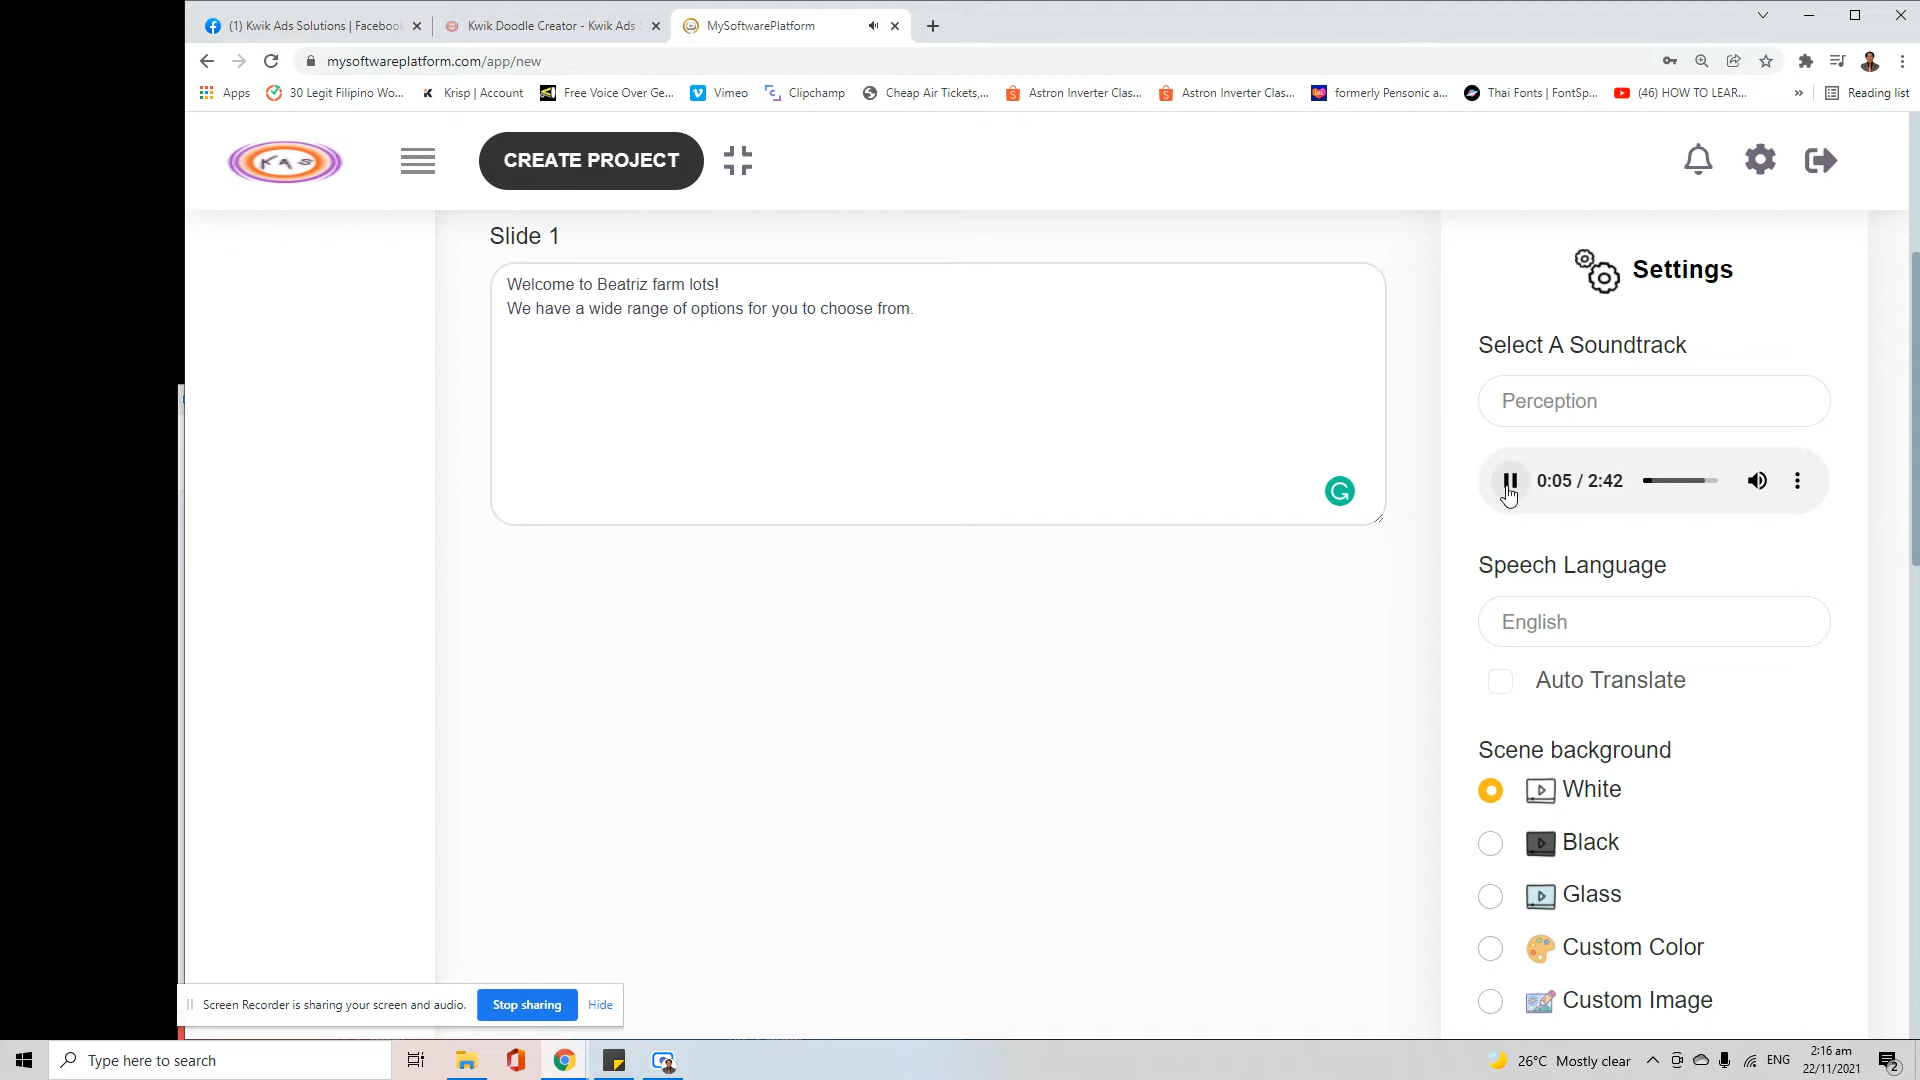 (1) Kwik Ads Solutions | Facebook
Kwik Doodle Creator - Kwik Ads
MySoftwarePlatform
mysoftwareplatform.com/app/new
Apps
30 Legit Filipino Wo...
Krisp | Account
Free Voice Over Ge...
Vimeo
Clipchamp
Cheap Air Tickets,...
Astron Inverter Clas...
Astron Inverter Clas...
formerly Pensonic a...
Thai Fonts | FontSp...
(46) HOW TO LEAR...
»
Reading list
KAS
CREATE PROJECT
Slide 1
Welcome to Beatriz farm lots!
We have a wide range of options for you to choose from.
Settings
Select A Soundtrack
Perception
0:05 / 2:42
Speech Language
English
Auto Translate
Scene background
White
Black
Glass
Custom Color
Custom Image
Screen Recorder is sharing your screen and audio.
Stop sharing
Hide
Type here to search
26°C Mostly clear
ENG
2:16 am
22/11/2021
2